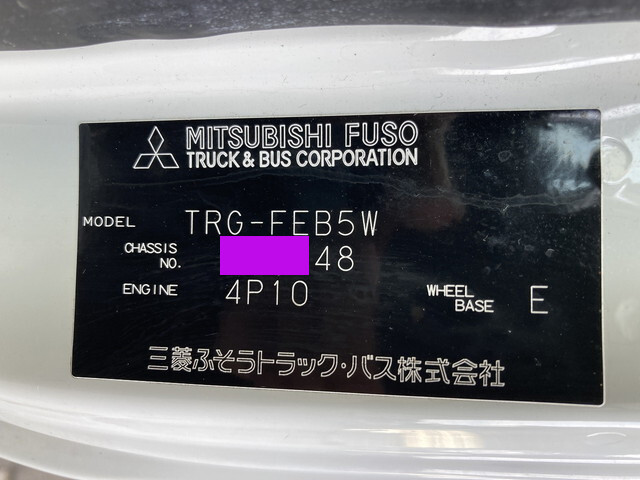 MITSUBISHI FUSO
TRUCK & BUS CORPORATION
MODEL TRG-FEB5W
CHASSIS NO. 48
ENGINE 4P10 WHEEL BASE E
三菱ふそうトラック・バス株式会社